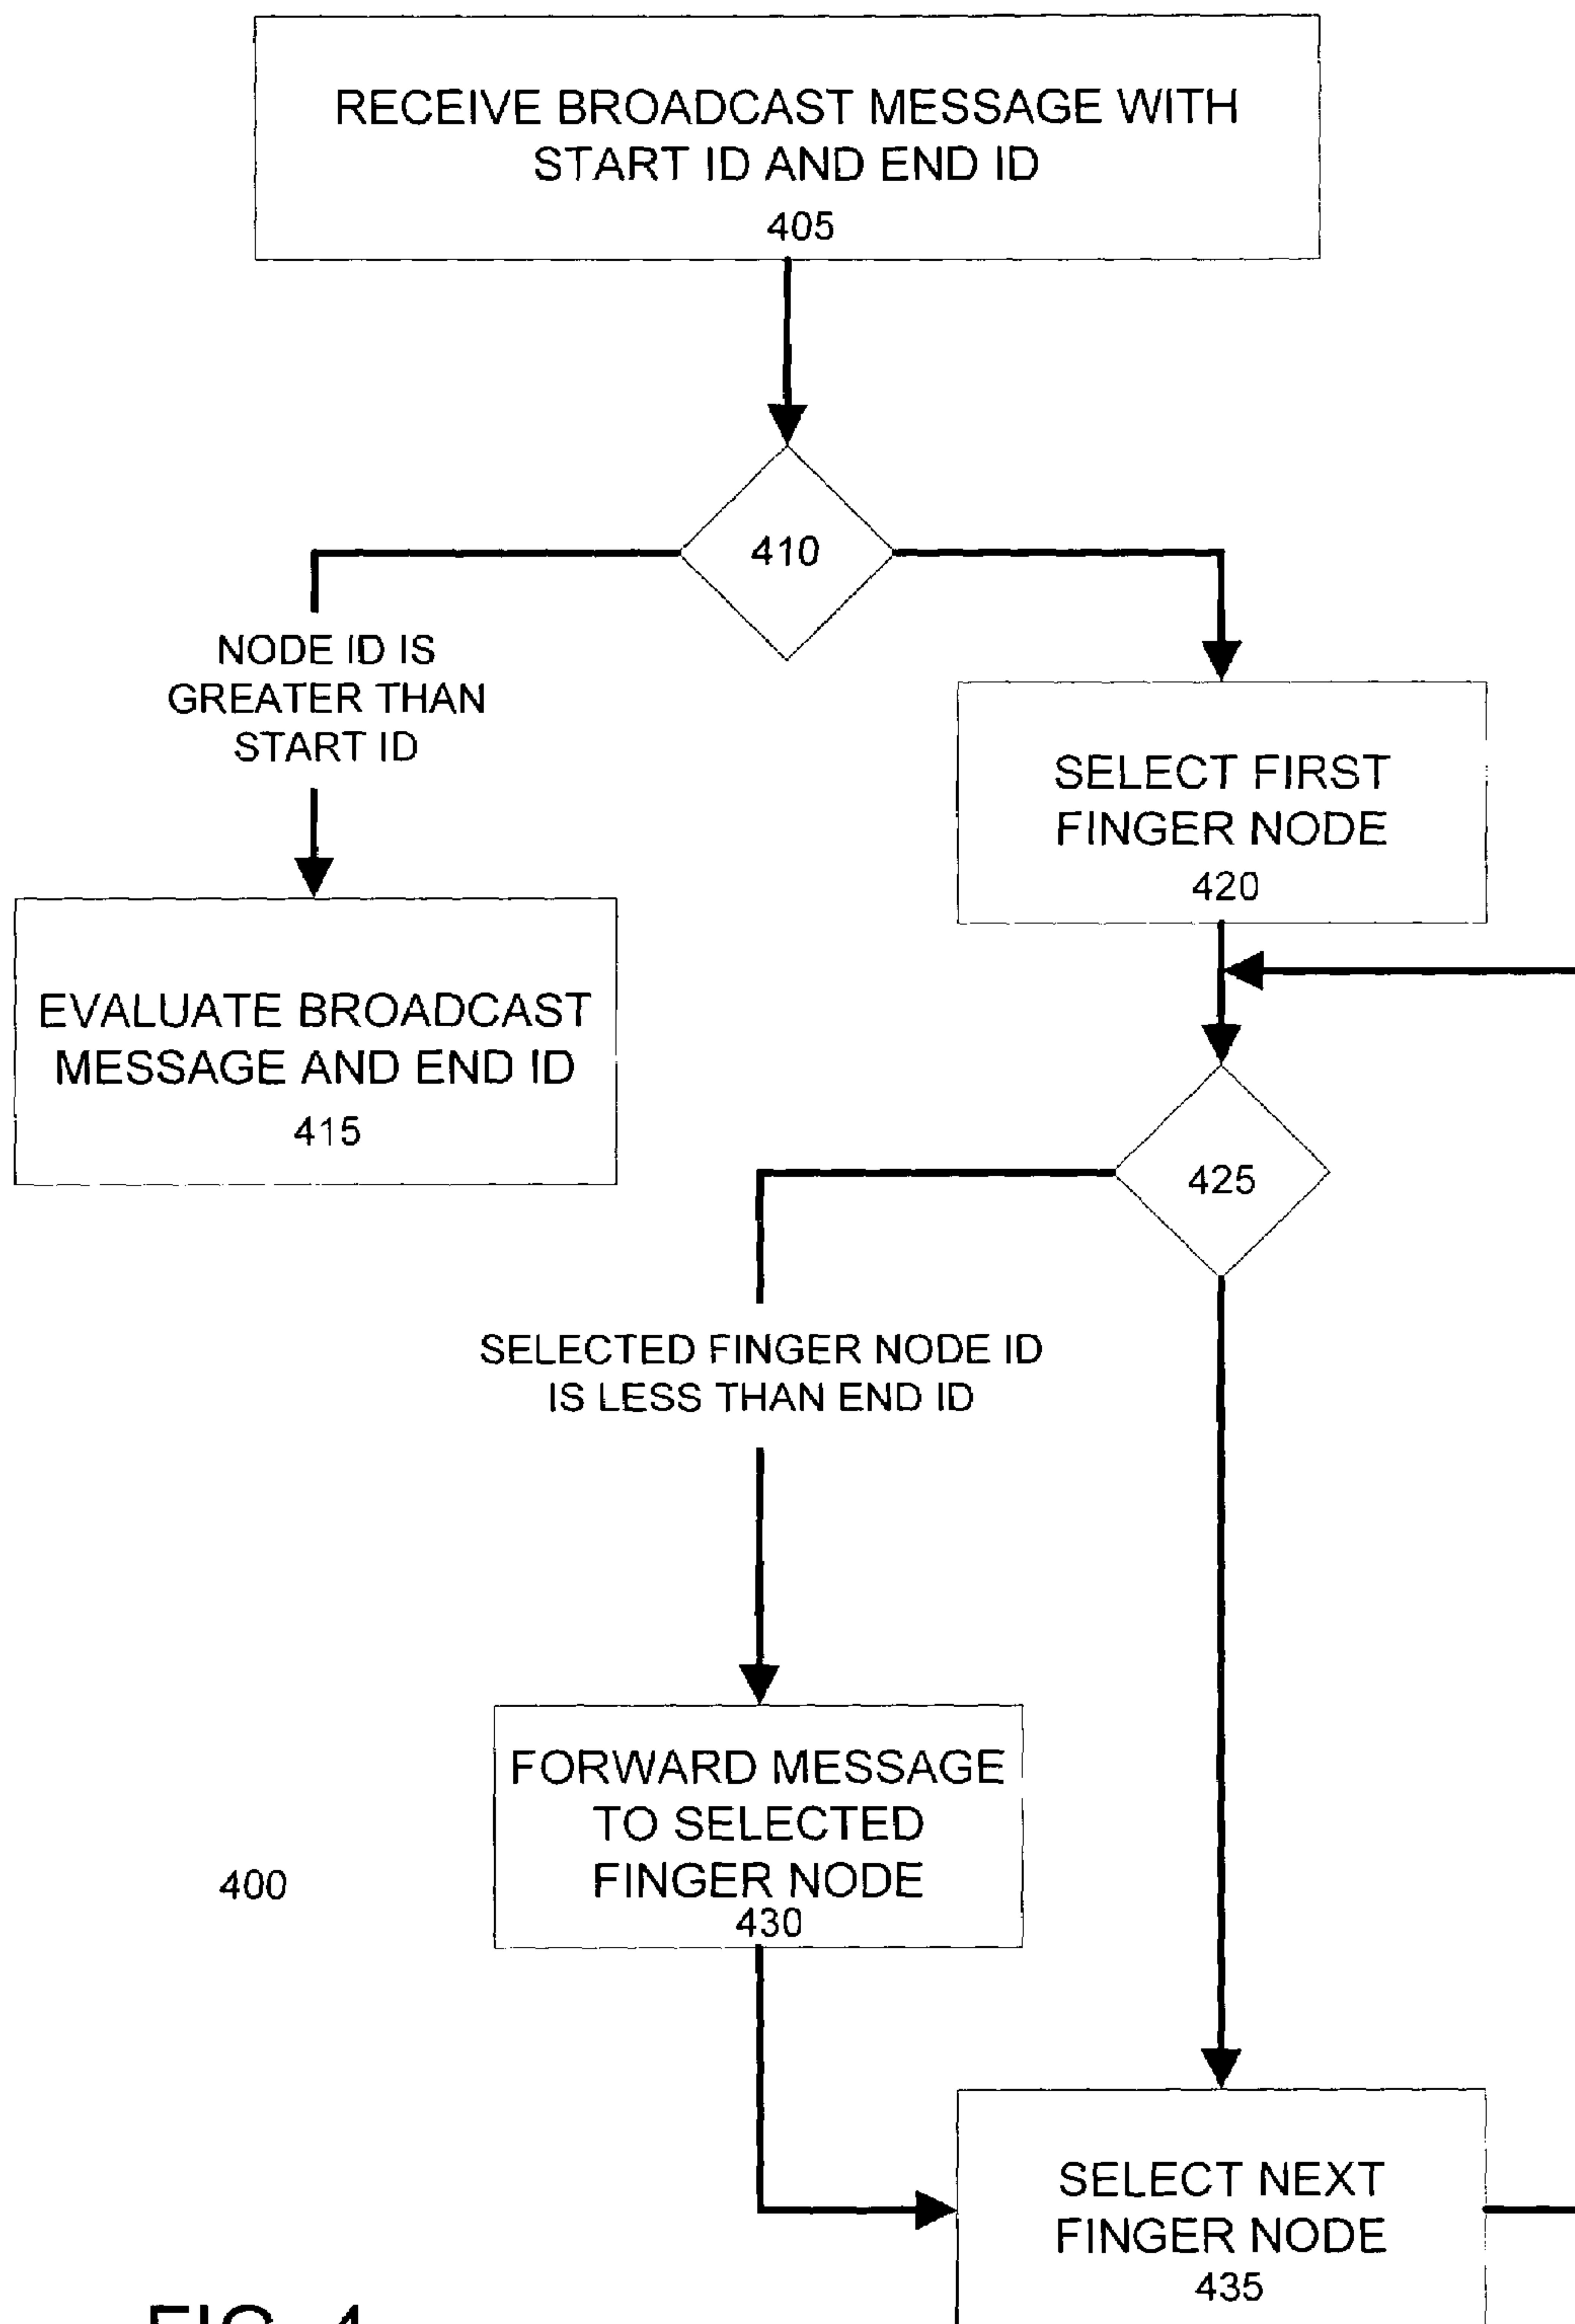 RECEIVE BROADCAST MESSAGE WITH
START ID AND END ID
405
410
NODE ID IS
GREATER THAN
START ID
SELECT FIRST
FINGER NODE
420
EVALUATE BROADCAST
MESSAGE AND END ID
415
425
SELECTED FINGER NODE ID
IS LESS THAN END ID
FORWARD MESSAGE
TO SELECTED
FINGER NODE
430
400
SELECT NEXT
FINGER NODE
435
FIG. 4